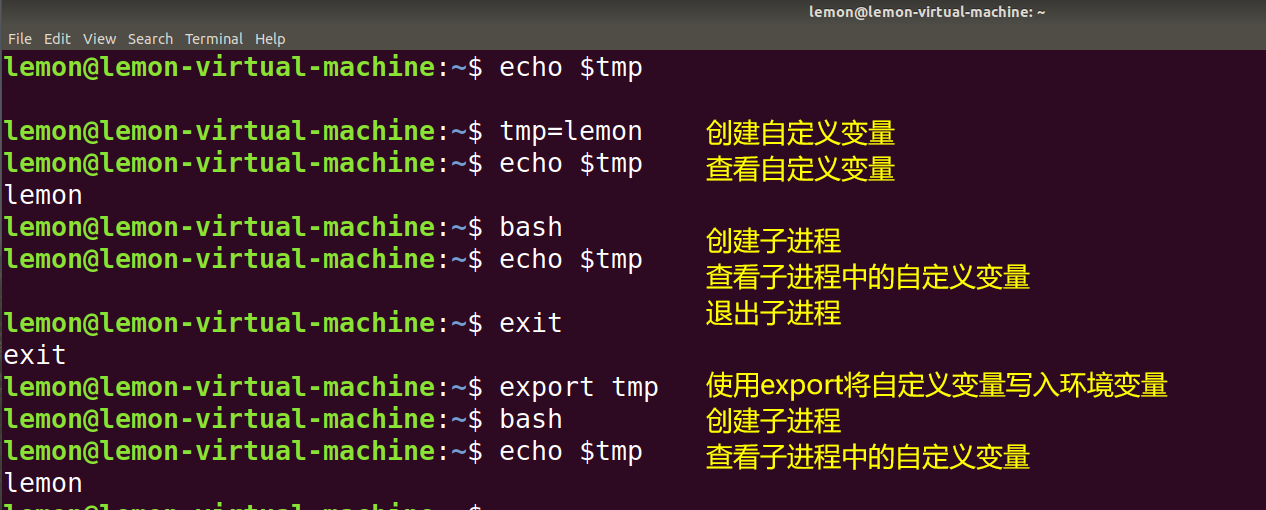 lemon@lemon-virtual-machine: ~
File Edit View Search Terminal Help
lemon@lemon-virtual-machine:~$ echo $tmp
lemon@lemon-virtual-machine:~$ tmp=lemon 创建自定义变量
lemon@lemon-virtual-machine:~$ echo $tmp 查看自定义变量
lemon
lemon@lemon-virtual-machine:~$ bash 创建子进程
lemon@lemon-virtual-machine:~$ echo $tmp 查看子进程中的自定义变量
lemon@lemon-virtual-machine:~$ exit 退出子进程
exit
lemon@lemon-virtual-machine:~$ export tmp 使用export将自定义变量写入环境变量
lemon@lemon-virtual-machine:~$ bash 创建子进程
lemon@lemon-virtual-machine:~$ echo $tmp 查看子进程中的自定义变量
lemon
lemon@lemon-virtual-machine:~$